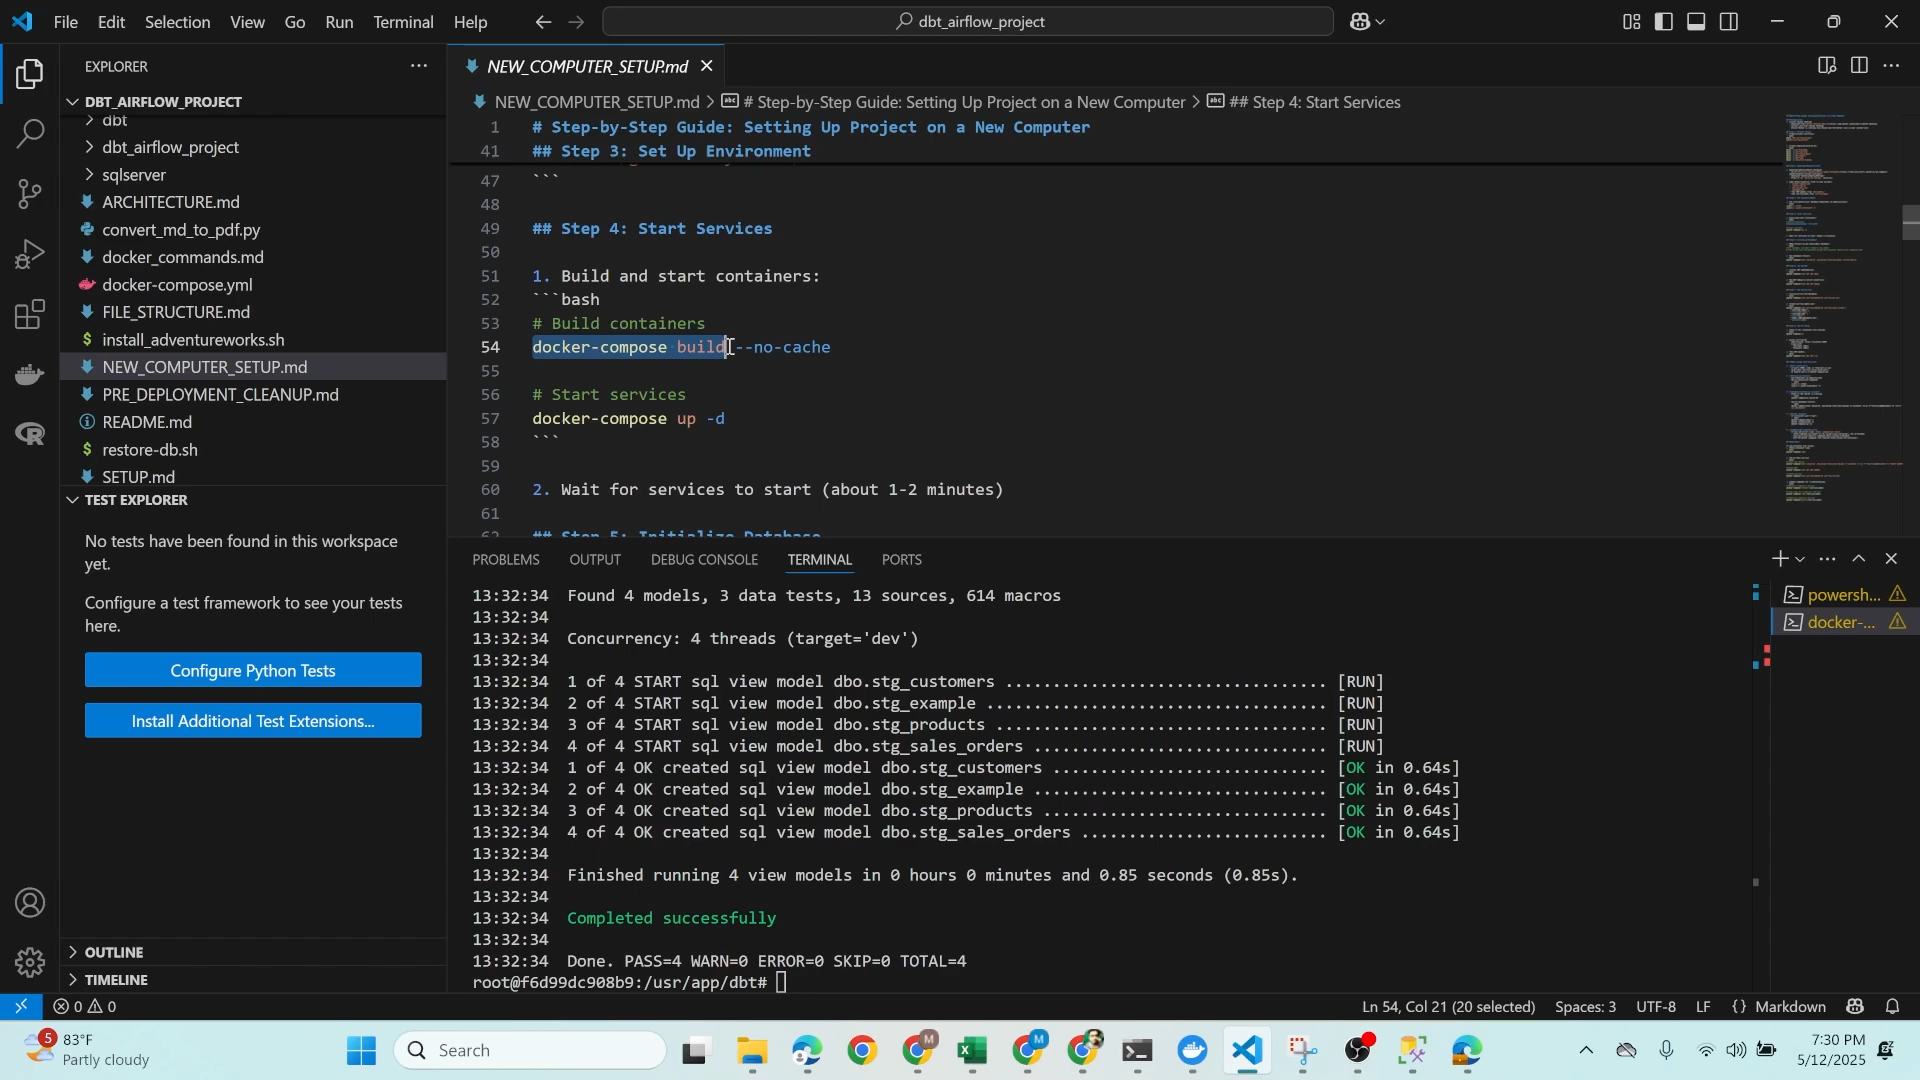 File Edit Selection View Go Run Terminal Help
dbt_airflow_project
EXPLORER
DBT_AIRFLOW_PROJECT
dbt
dbt_airflow_project
sqlserver
ARCHITECTURE.md
convert_md_to_pdf.py
docker_commands.md
docker-compose.yml
FILE_STRUCTURE.md
install_adventureworks.sh
NEW_COMPUTER_SETUP.md
PRE_DEPLOYMENT_CLEANUP.md
README.md
restore-db.sh
SETUP.md
TEST EXPLORER
No tests have been found in this workspace
yet.
Configure a test framework to see your tests
here.
Configure Python Tests
Install Additional Test Extensions...
OUTLINE
TIMELINE
NEW_COMPUTER_SETUP.md
NEW_COMPUTER_SETUP.md > # Step-by-Step Guide: Setting Up Project on a New Computer > ## Step 4: Start Services
1 # Step-by-Step Guide: Setting Up Project on a New Computer
41 ## Step 3: Set Up Environment
47 ```
48
49 ## Step 4: Start Services
50
51 1. Build and start containers:
52 ```bash
53 # Build containers
54 docker-compose build --no-cache
55
56 # Start services
57 docker-compose up -d
58 ```
59
60 2. Wait for services to start (about 1-2 minutes)
61
62 ## Step 5: Initialize Database
PROBLEMS OUTPUT DEBUG CONSOLE TERMINAL PORTS
13:32:34 Found 4 models, 3 data tests, 13 sources, 614 macros
13:32:34
13:32:34 Concurrency: 4 threads (target='dev')
13:32:34
13:32:34 1 of 4 START sql view model dbo.stg_customers .................................. [RUN]
13:32:34 2 of 4 START sql view model dbo.stg_example .................................... [RUN]
13:32:34 3 of 4 START sql view model dbo.stg_products ................................... [RUN]
13:32:34 4 of 4 START sql view model dbo.stg_sales_orders ............................... [RUN]
13:32:34 1 of 4 OK created sql view model dbo.stg_customers ............................. [OK in 0.64s]
13:32:34 2 of 4 OK created sql view model dbo.stg_example ............................... [OK in 0.64s]
13:32:34 3 of 4 OK created sql view model dbo.stg_products .............................. [OK in 0.64s]
13:32:34 4 of 4 OK created sql view model dbo.stg_sales_orders .......................... [OK in 0.64s]
13:32:34
13:32:34 Finished running 4 view models in 0 hours 0 minutes and 0.85 seconds (0.85s).
13:32:34
13:32:34 Completed successfully
13:32:34
13:32:34 Done. PASS=4 WARN=0 ERROR=0 SKIP=0 TOTAL=4
root@f6d99dc908b9:/usr/app/dbt#
powersh...
docker-...
0 0
Ln 54, Col 21 (20 selected) Spaces: 3 UTF-8 LF {} Markdown
5
83°F
Partly cloudy
Search
7:30 PM
5/12/2025